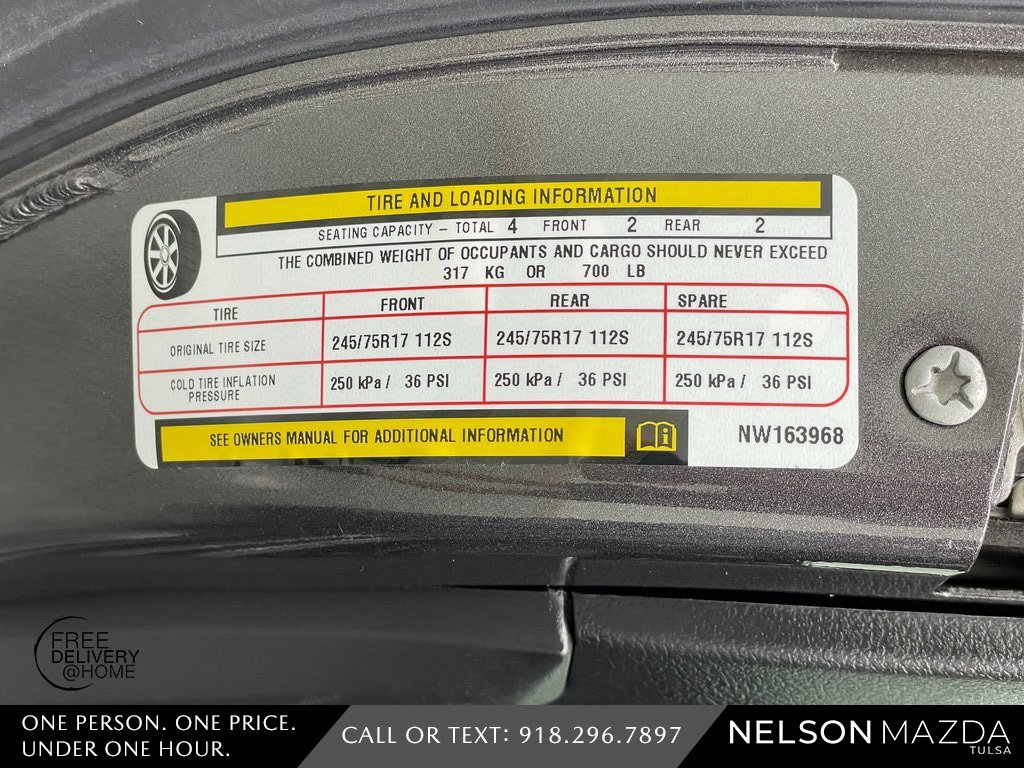 TIRE AND LOADING INFORMATION
SEATING CAPACITY – TOTAL 4 FRONT 2 REAR 2
THE COMBINED WEIGHT OF OCCUPANTS AND CARGO SHOULD NEVER EXCEED
317 KG OR 700 LB
TIRE FRONT REAR SPARE
ORIGINAL TIRE SIZE 245/75R17 112S 245/75R17 112S 245/75R17 112S
COLD TIRE INFLATION
PRESSURE 250 kPa / 36 PSI 250 kPa / 36 PSI 250 kPa / 36 PSI
SEE OWNERS MANUAL FOR ADDITIONAL INFORMATION
NW163968
FREE
DELIVERY
@HOME
ONE PERSON. ONE PRICE.
UNDER ONE HOUR.
CALL OR TEXT: 918.296.7897
NELSON MAZDA
TULSA